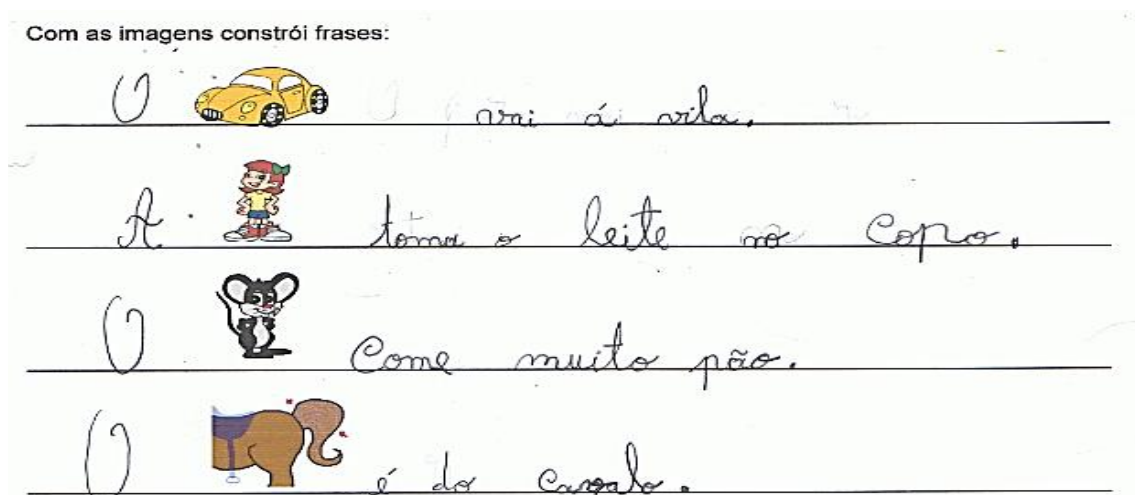 Com as imagens constrói frases:
O vai á vila.
A toma o leite no copo.
O Come muito pão.
O é do cavalo.